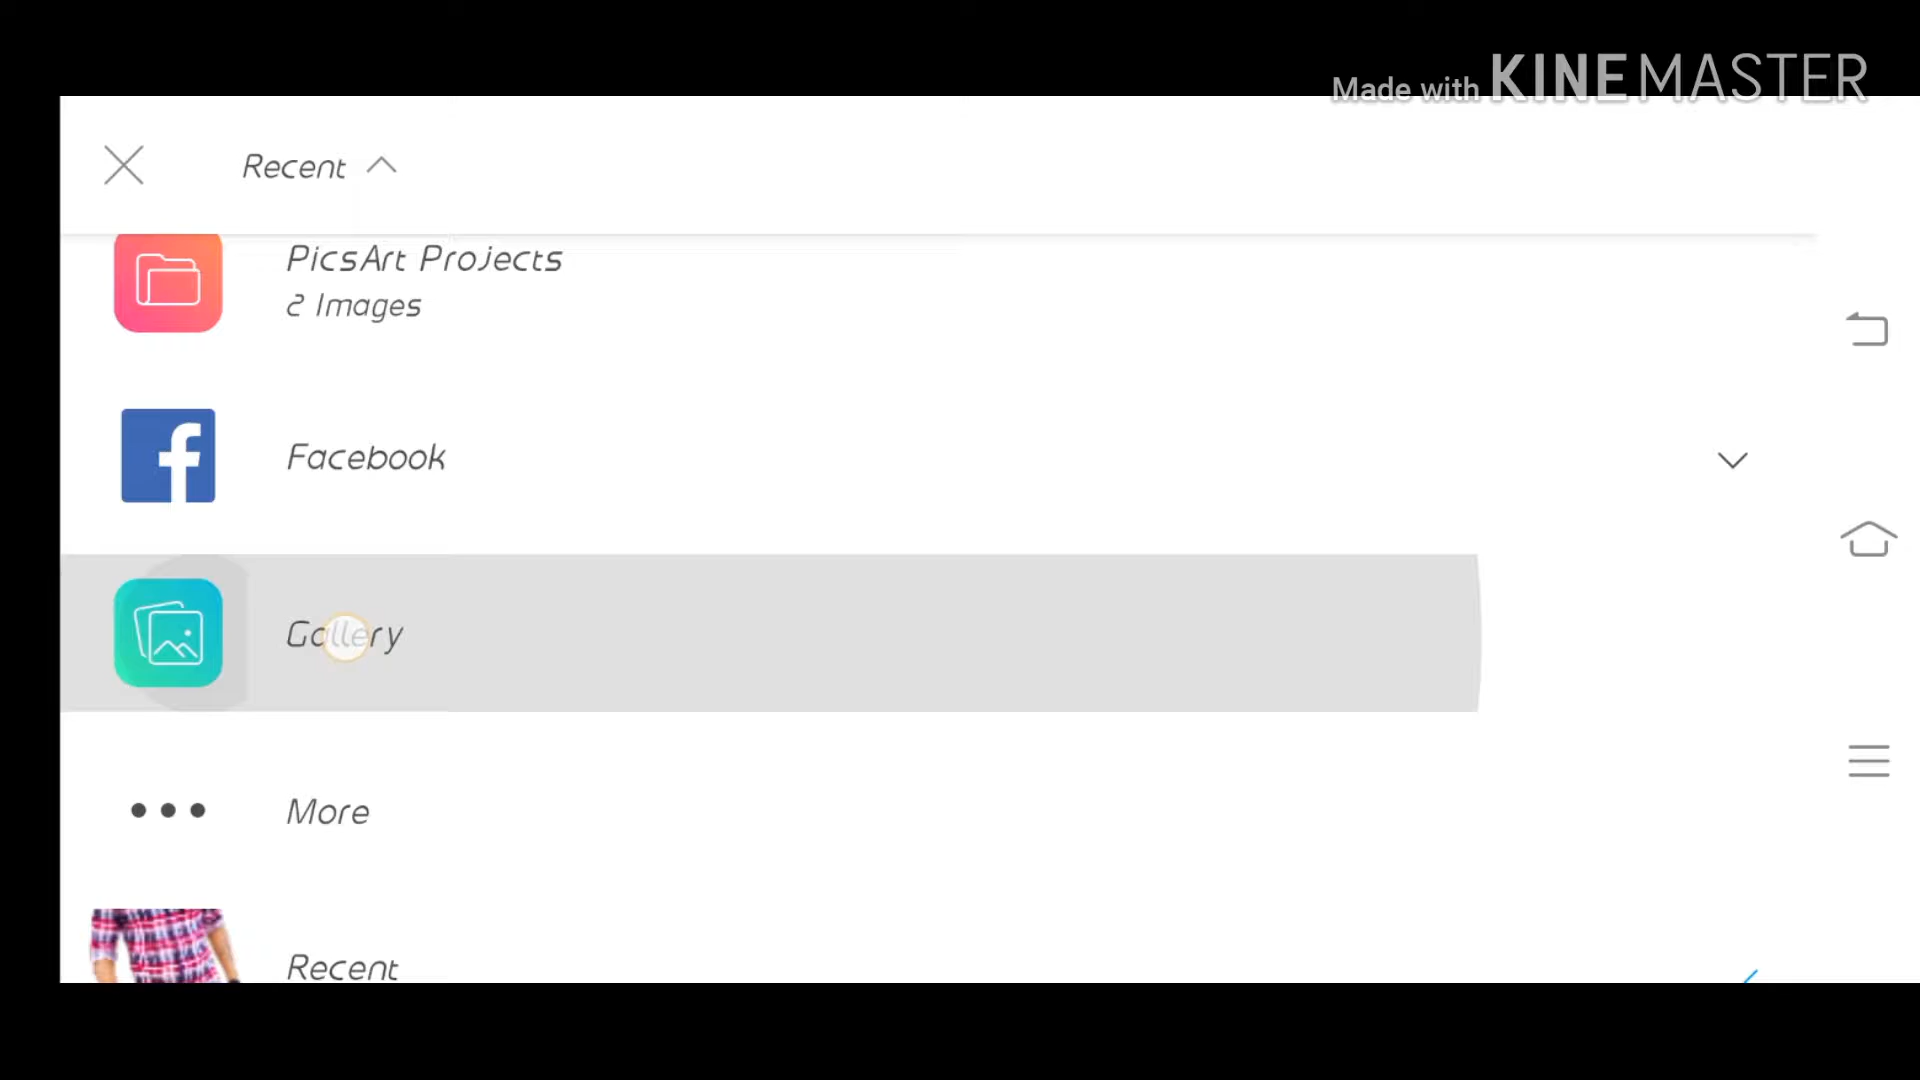 Made with KINEMASTER
Recent
PicsArt Projects
2 Images
Facebook
Gallery
More
Recent